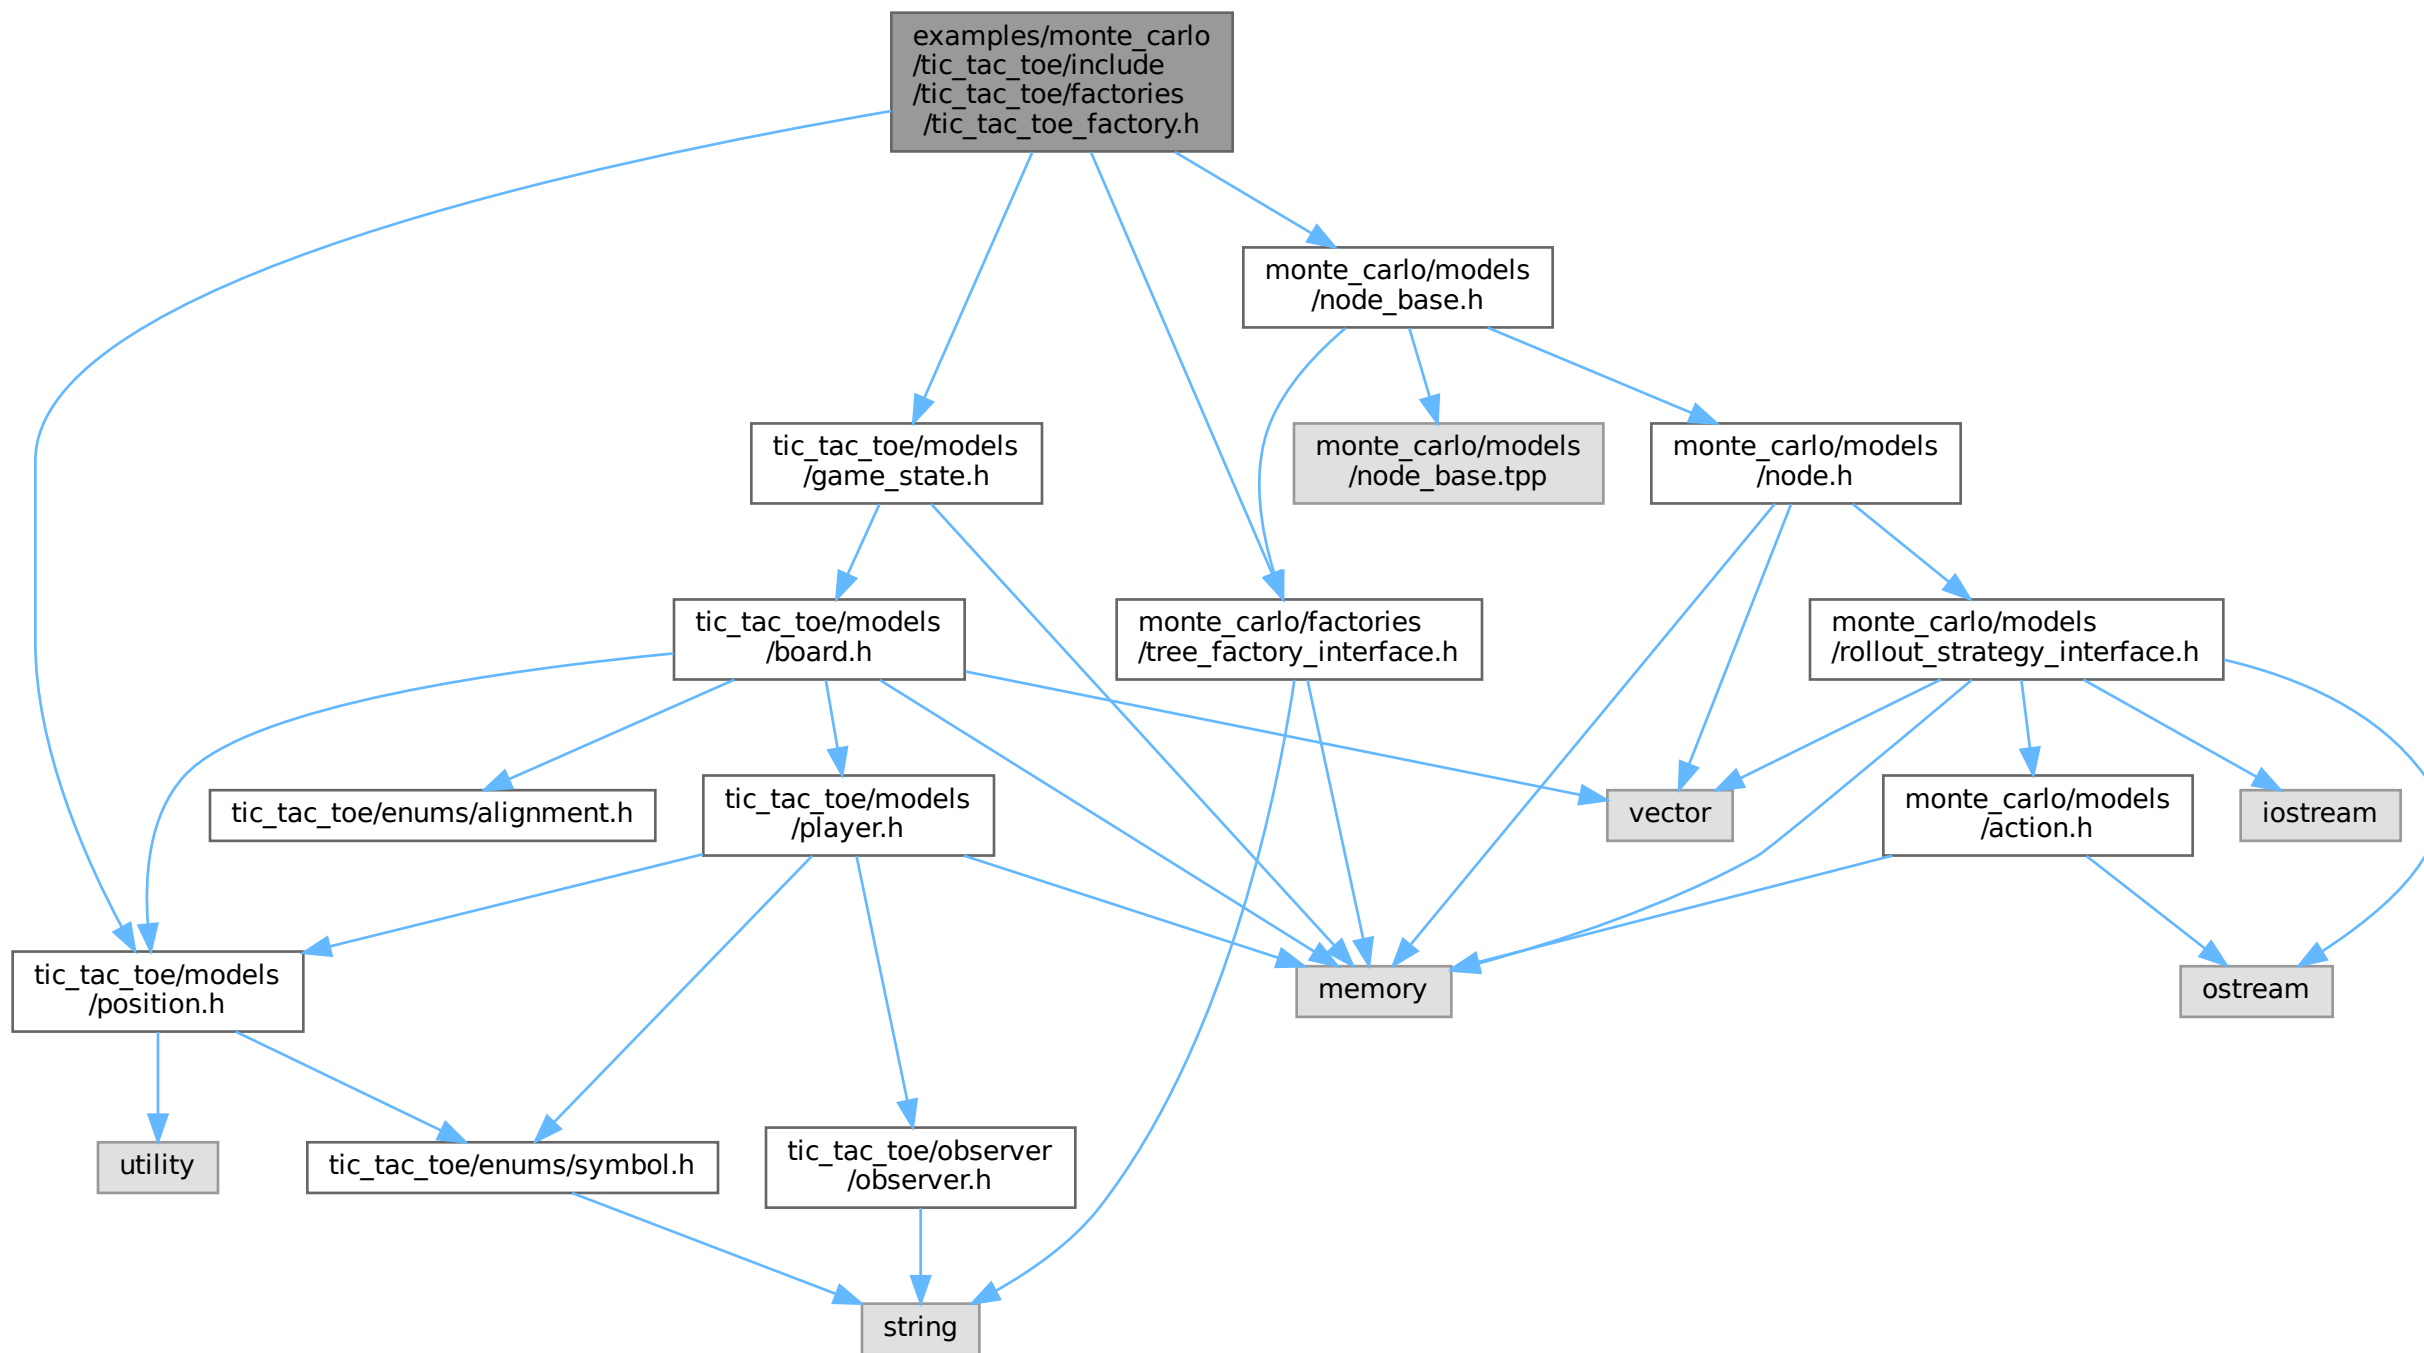 examples/monte_carlo
/tic_tac_toe/include
/tic_tac_toe/factories
/tic_tac_toe_factory.h
monte_carlo/models
/node_base.h
tic_tac_toe/models
/game_state.h
monte_carlo/models
/node_base.tpp
monte_carlo/models
/node.h
tic_tac_toe/models
/board.h
monte_carlo/factories
/tree_factory_interface.h
monte_carlo/models
/rollout_strategy_interface.h
tic_tac_toe/enums/alignment.h
tic_tac_toe/models
/player.h
vector
monte_carlo/models
/action.h
iostream
tic_tac_toe/models
/position.h
memory
ostream
utility
tic_tac_toe/enums/symbol.h
tic_tac_toe/observer
/observer.h
string